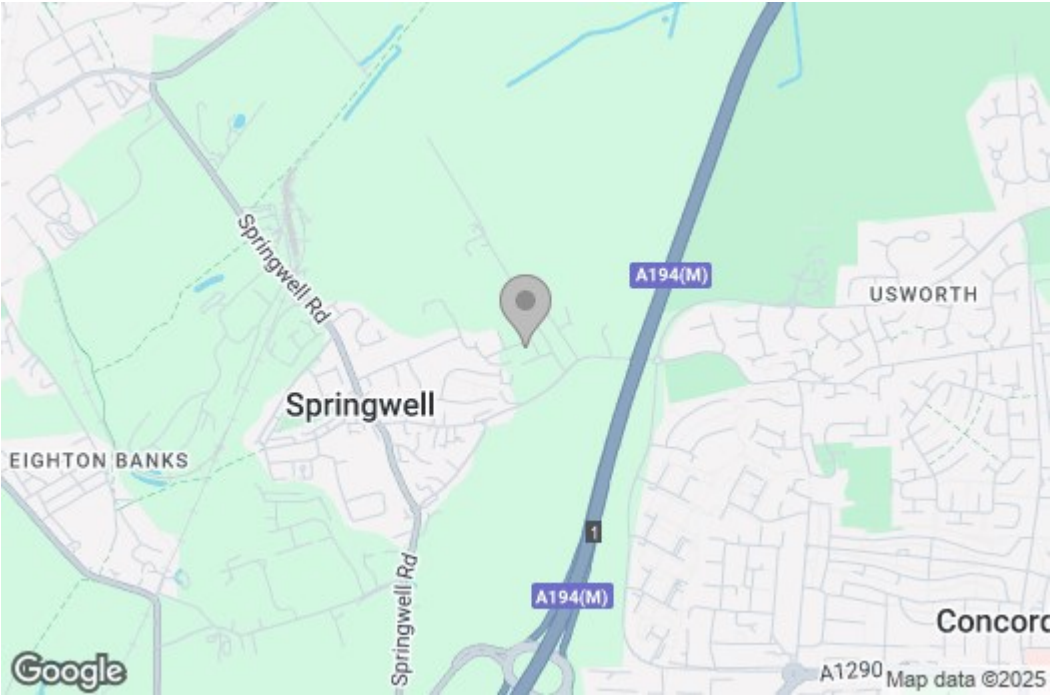 Springwell Rd
A194(M)
USWORTH
Springwell
EIGHTON BANKS
1
A194(M)
Springwell Rd
Concord
A1290
Google
Map data ©2025